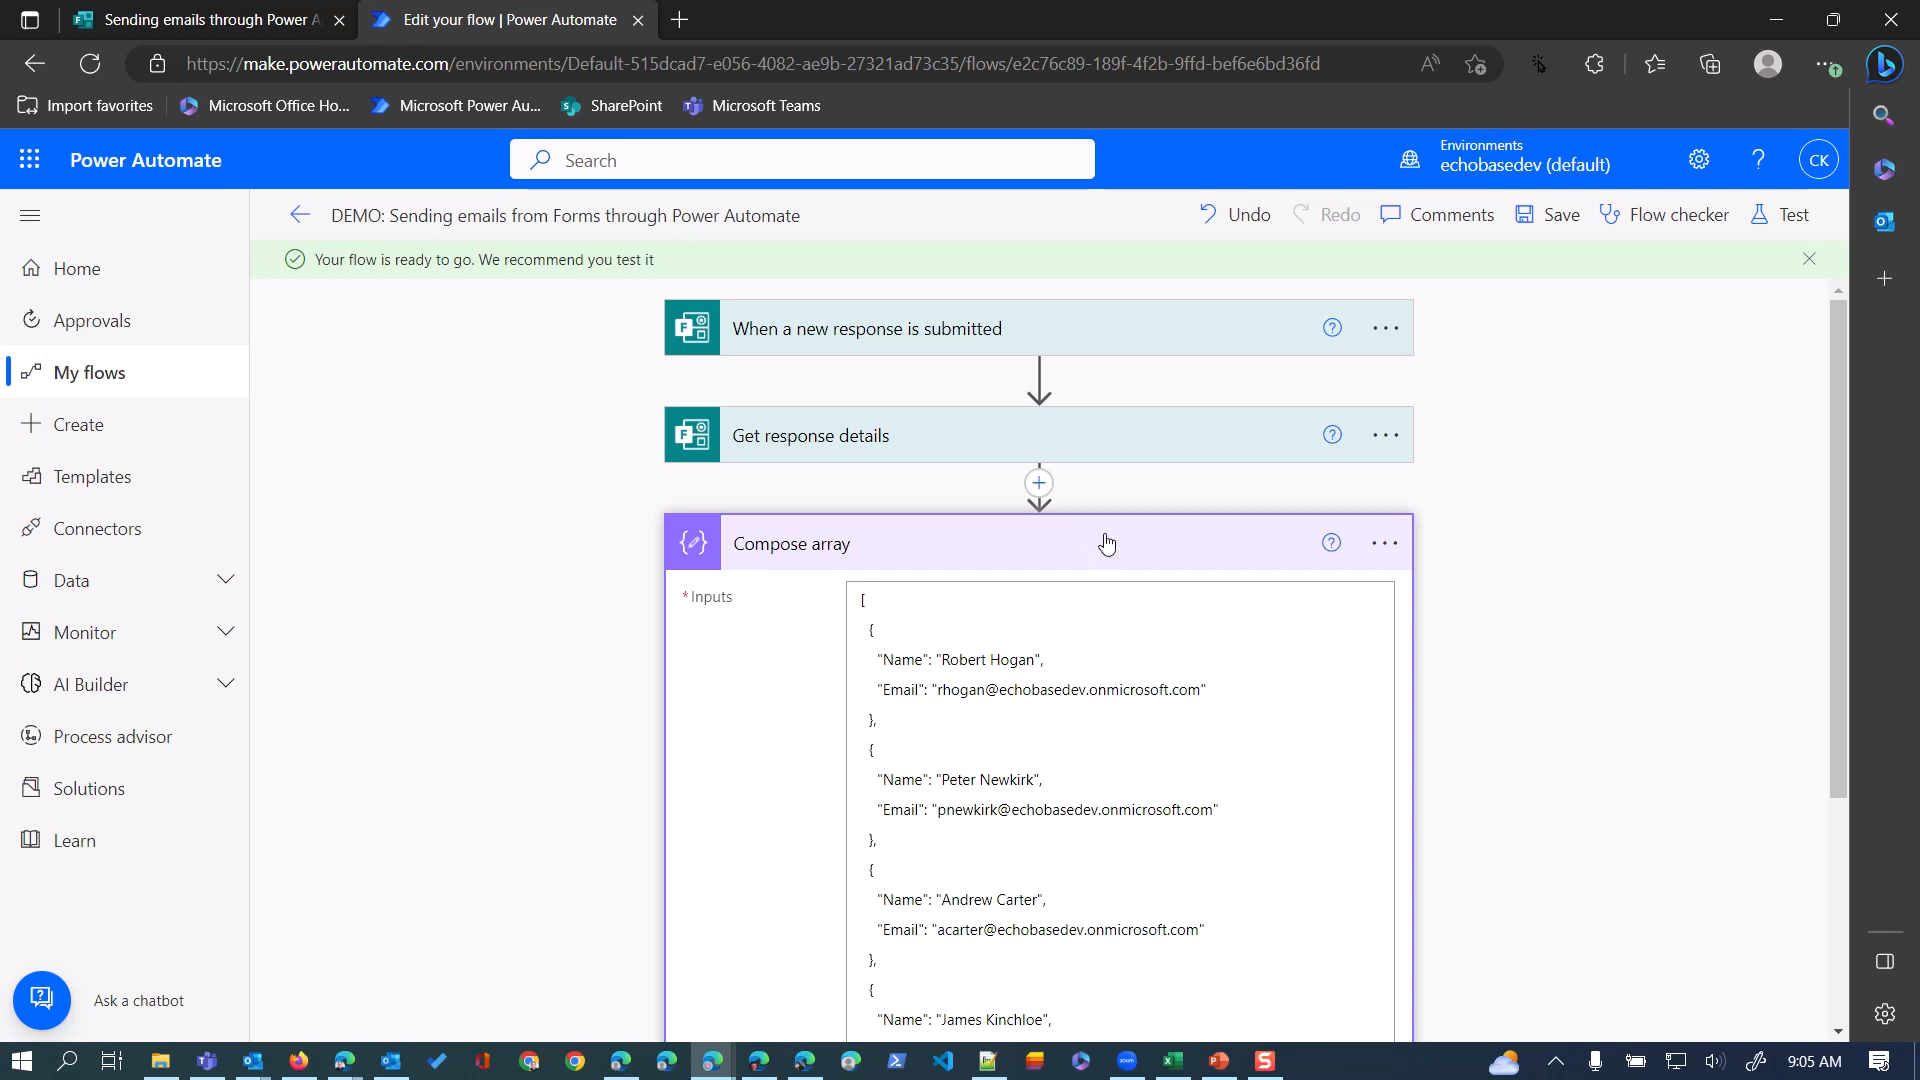 Sending emails through Power A
Edit your flow | Power Automate
https://make.powerautomate.com/environments/Default-515dcad7-e056-4082-ae9b-27321ad73c35/flows/e2c76c89-189f-4f2b-9ffd-bef6e6bd36fd
Import favorites
Microsoft Office Ho...
Microsoft Power Au...
SharePoint
Microsoft Teams
Power Automate
Search
Environments
echobasedev (default)
CK
DEMO: Sending emails from Forms through Power Automate
Undo
Redo
Comments
Save
Flow checker
Test
Your flow is ready to go. We recommend you test it
Home
Approvals
My flows
Create
Templates
Connectors
Data
Monitor
AI Builder
Process advisor
Solutions
Learn
Ask a chatbot
When a new response is submitted
Get response details
Compose array
* Inputs
[
{
"Name": "Robert Hogan",
"Email": "rhogan@echobasedev.onmicrosoft.com"
},
{
"Name": "Peter Newkirk",
"Email": "pnewkirk@echobasedev.onmicrosoft.com"
},
{
"Name": "Andrew Carter",
"Email": "acarter@echobasedev.onmicrosoft.com"
},
{
"Name": "James Kinchloe",
9:05 AM